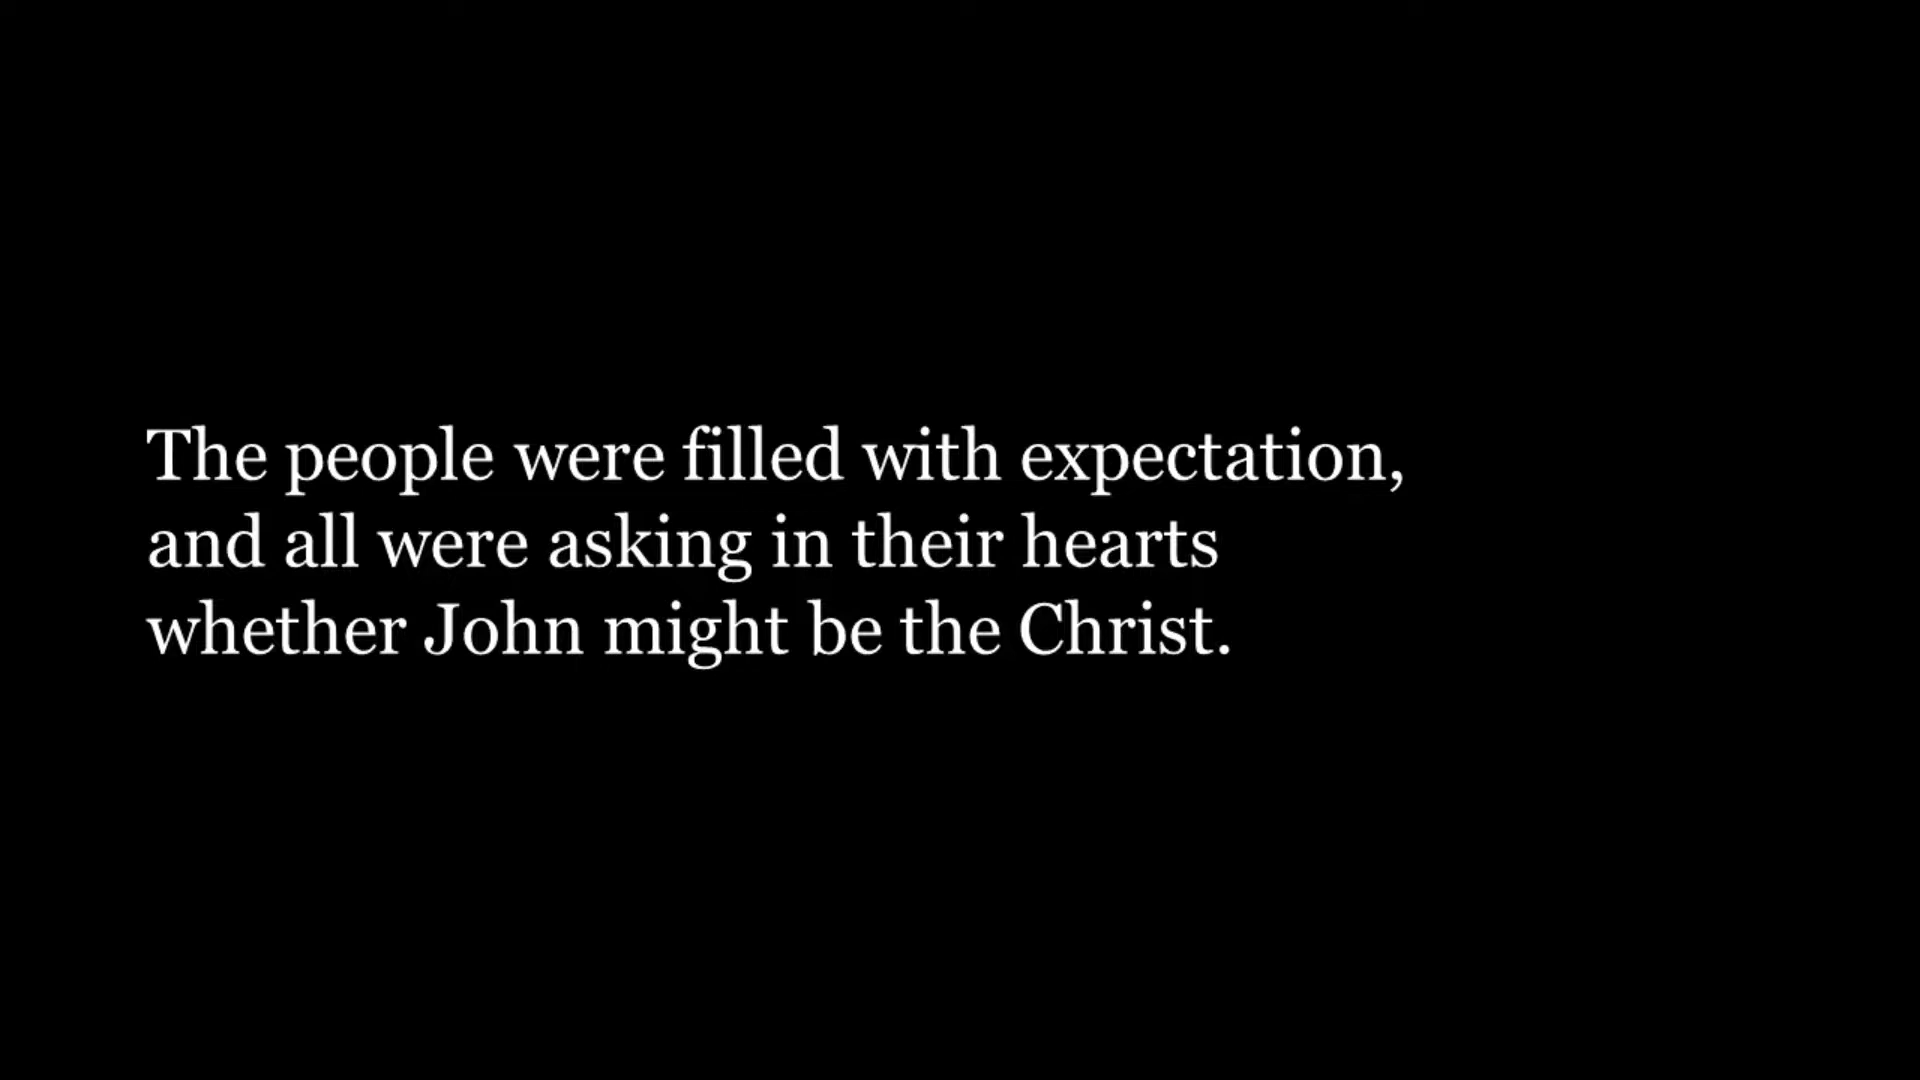 The people were filled with expectation,
and all were asking in their hearts
whether John might be the Christ.